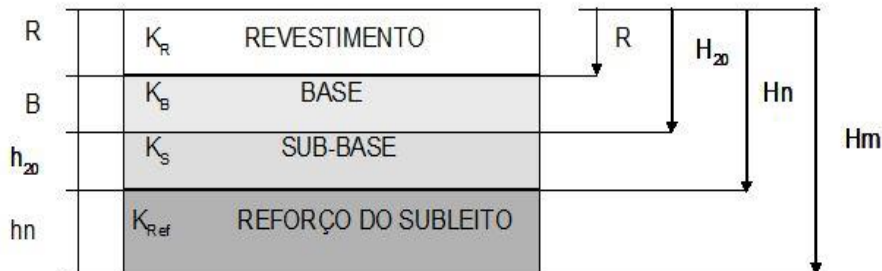 R K_R REVESTIMENTO R
B K_B BASE H_20
h_20 K_S SUB-BASE Hn
hn K_Ref REFORÇO DO SUBLEITO Hm